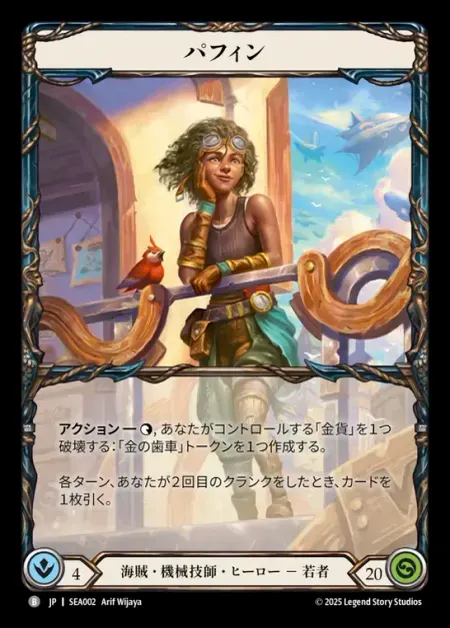 パフィン
アクション ー , あなたがコントロールする「金貨」を1つ
破壊する:「金の歯車」トークンを1つ作成する。
各ターン、あなたが2回目のクランクをしたとき、カードを
1枚引く。
4
海賊・機械技師・ヒーロー － 若者
20
B JP | SEA002 Arif Wijaya
© 2025 Legend Story Studios